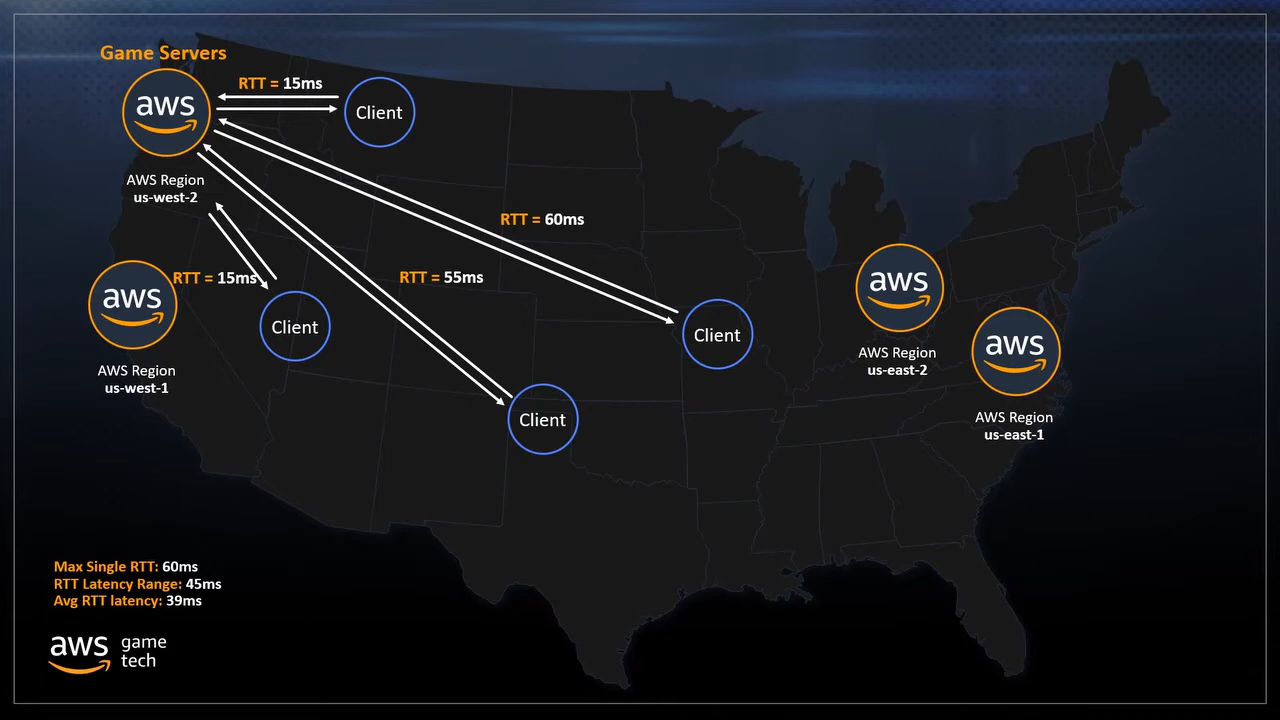 Game Servers
aws
RTT = 15ms
Client
AWS Region
us-west-2
RTT = 60ms
RTT = 15ms
RTT = 55ms
aws
Client
AWS Region
us-west-1
Client
Client
aws
AWS Region
us-east-2
aws
AWS Region
us-east-1
Max Single RTT: 60ms
RTT Latency Range: 45ms
Avg RTT latency: 39ms
aws
game
tech